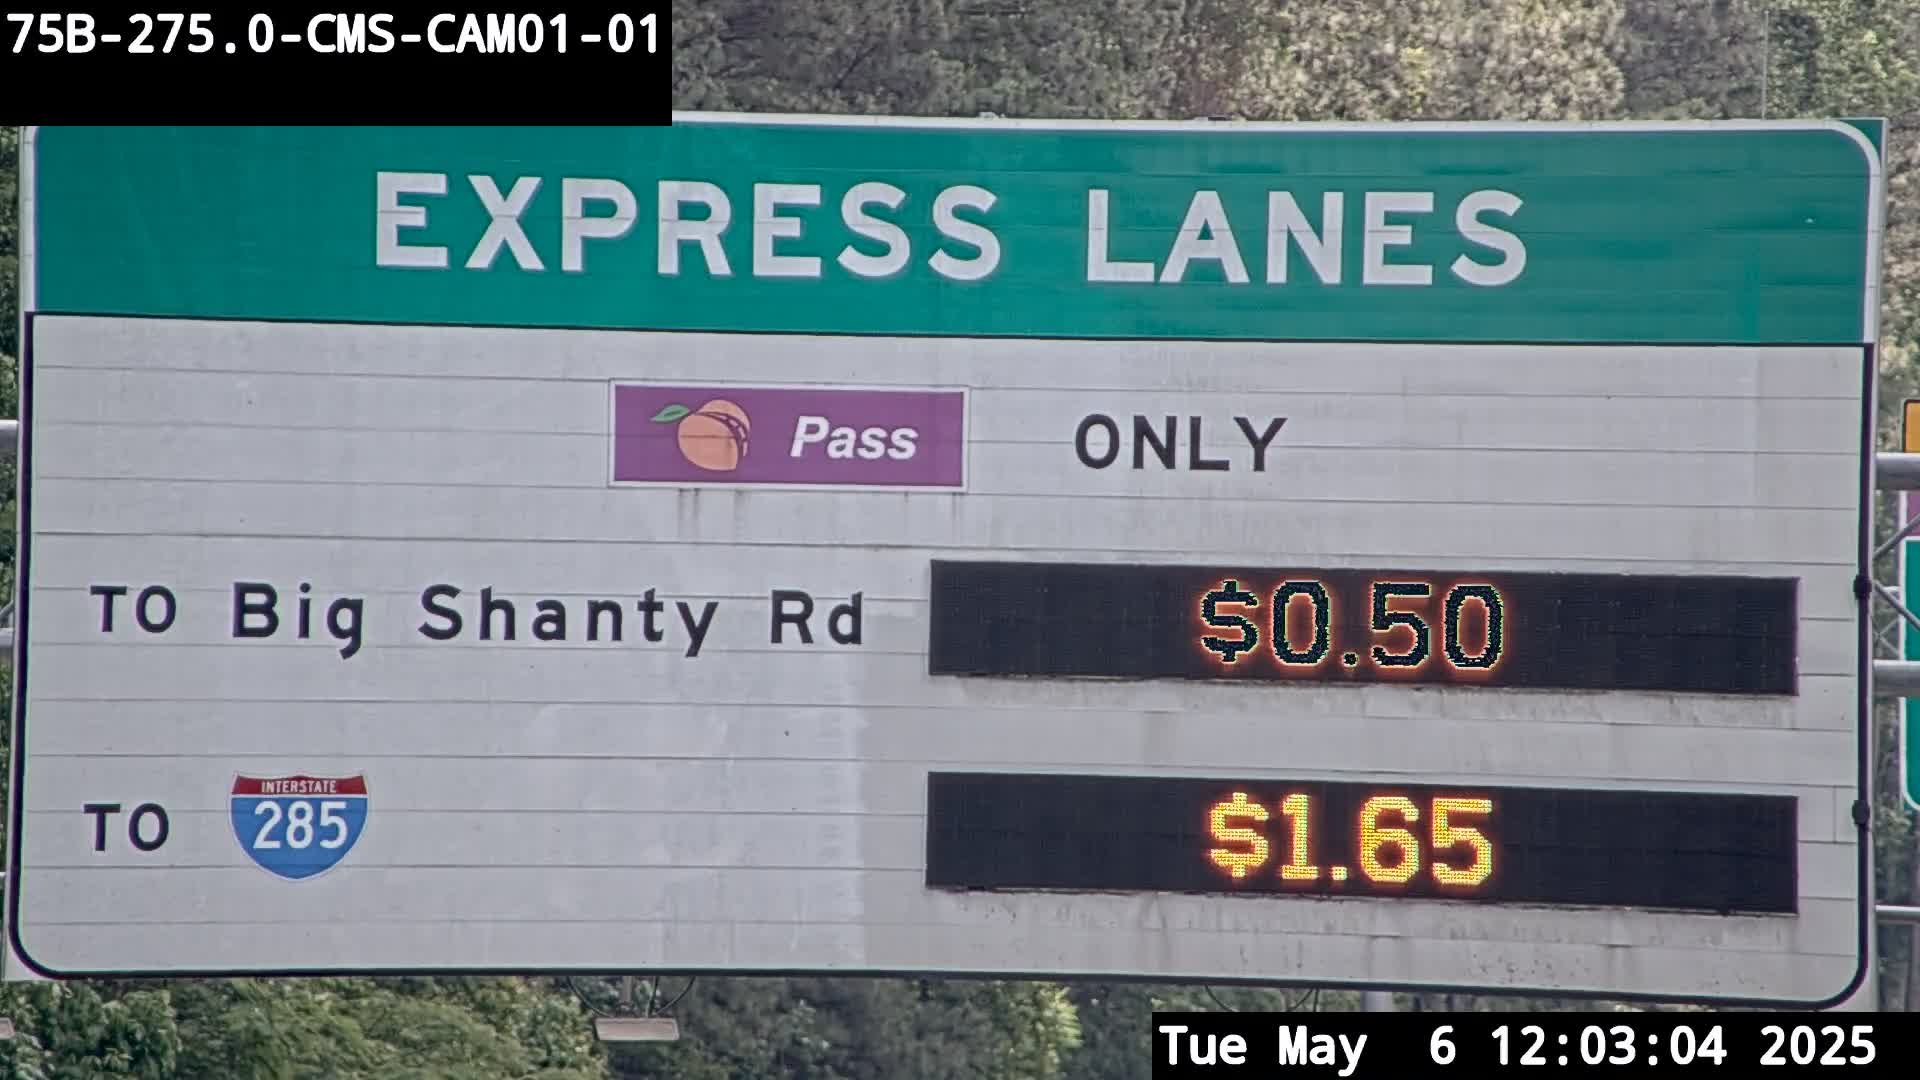 75B-275.0-CMS-CAM01-01
EXPRESS LANES
Pass ONLY
TO Big Shanty Rd $0.50
TO INTERSTATE 285 $1.65
Tue May 6 12:03:04 2025